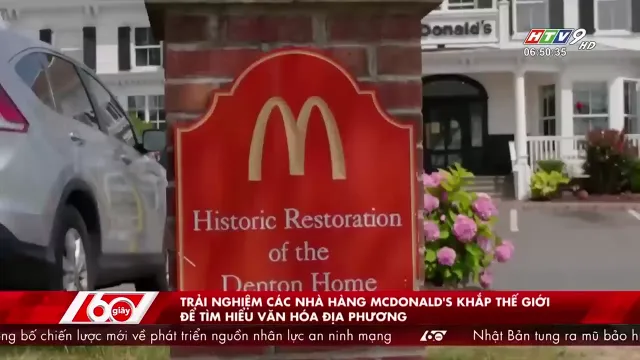 Donald's
HTV9 HD
06:50:35
Historic Restoration
of the
Denton Home
60 giây
TRẢI NGHIỆM CÁC NHÀ HÀNG MCDONALD'S KHẮP THẾ GIỚI
ĐỂ TÌM HIỂU VĂN HÓA ĐỊA PHƯƠNG
bố chiến lược mới về phát triển nguồn nhân lực an ninh mạng 60 Nhật Bản tung ra mũ bảo